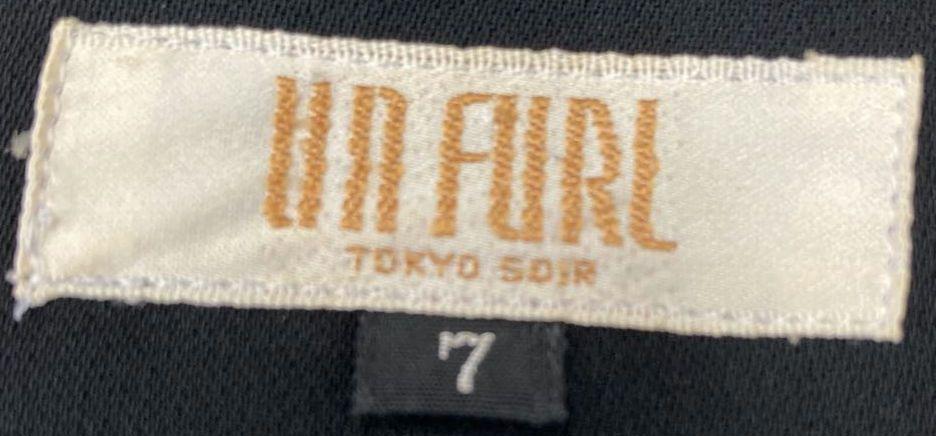 UN FURL
TOKYO SOIR
7